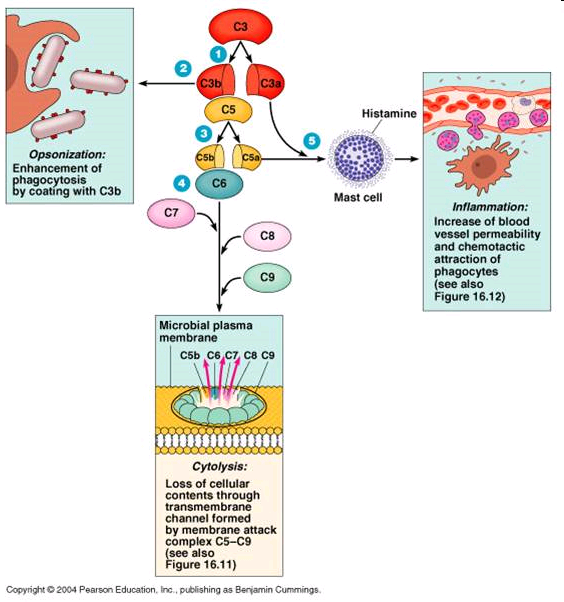 C3
1
2
C3b
C3a
C5
3
C5b
C5a
5
Histamine
Mast cell
4
C6
C7
C8
C9
Opsonization:
Enhancement of
phagocytosis
by coating with C3b
Inflammation:
Increase of blood
vessel permeability
and chemotactic
attraction of
phagocytes
(see also
Figure 16.12)
Microbial plasma
membrane
C5b C6 C7 C8 C9
Cytolysis:
Loss of cellular
contents through
transmembrane
channel formed
by membrane attack
complex C5–C9
(see also
Figure 16.11)
Copyright © 2004 Pearson Education, Inc., publishing as Benjamin Cummings.